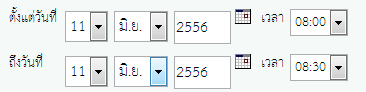 ตั้งแต่วันที่ 11 มิ.ย. 2556 เวลา 08:00
ถึงวันที่ 11 มิ.ย. 2556 เวลา 08:30